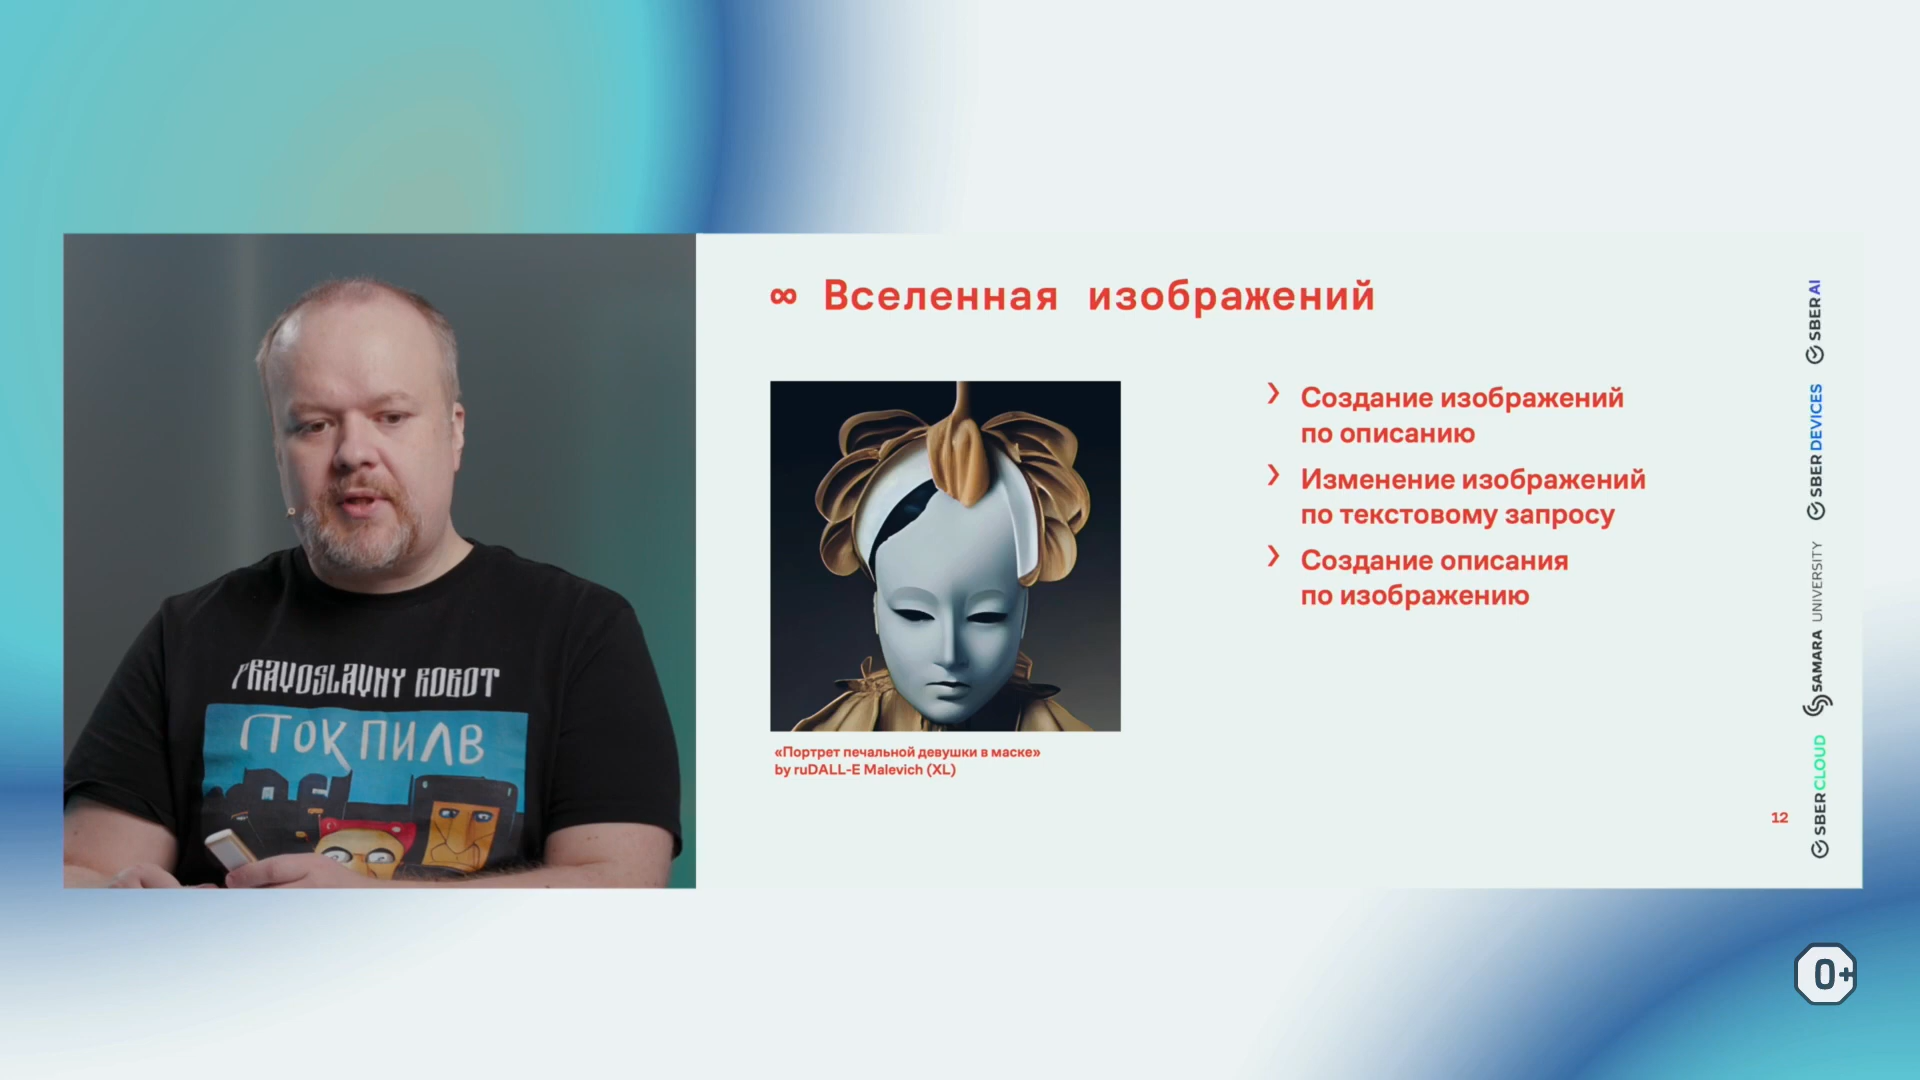 PRAVOSLAVNY ROBOT
СТОК ПИЛВ
∞ Вселенная изображений
«Портрет печальной девушки в маске»
by ruDALL-E Malevich (XL)
› Создание изображений
по описанию
› Изменение изображений
по текстовому запросу
› Создание описания
по изображению
12
SBER AI
SBER DEVICES
SAMARA UNIVERSITY
SBER CLOUD
0+